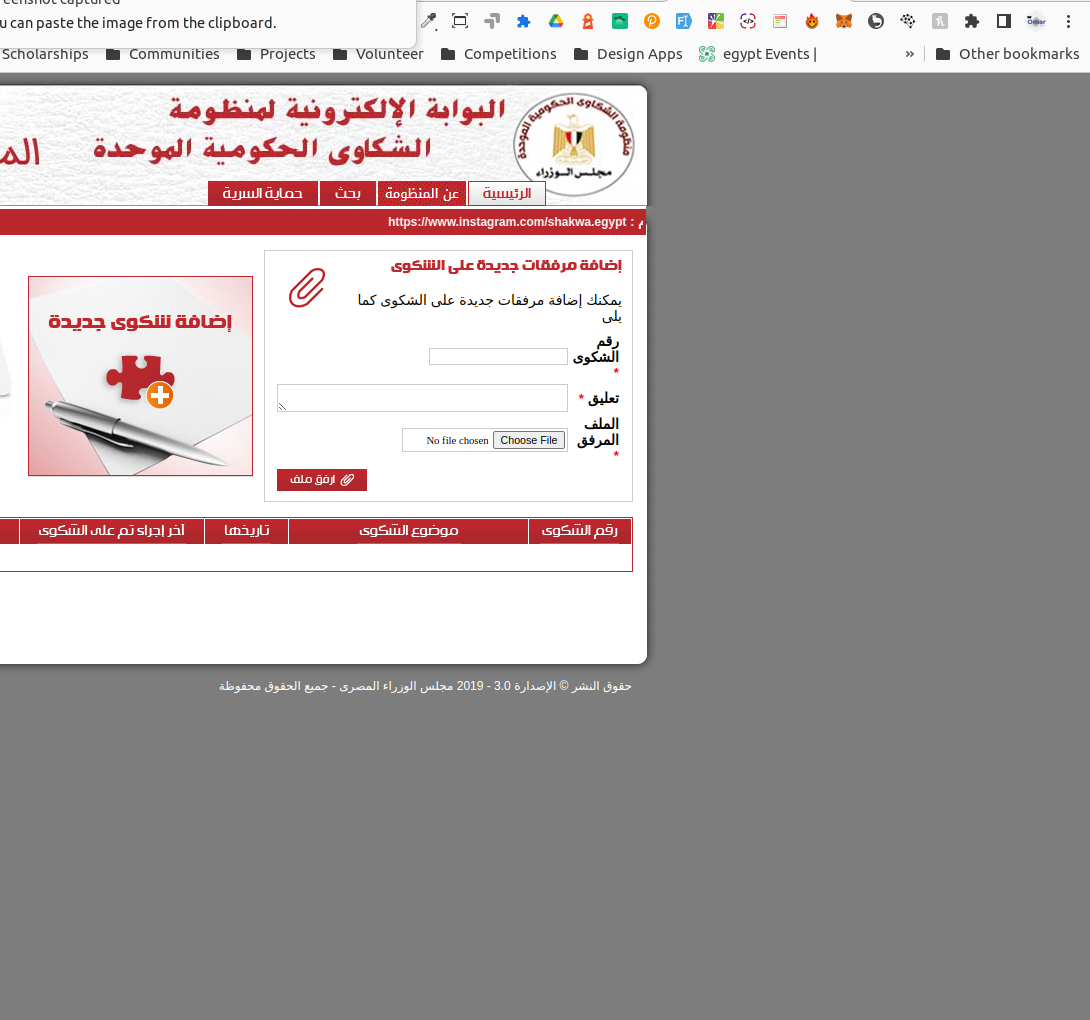 u can paste the image from the clipboard.
Scholarships Communities Projects Volunteer Competitions Design Apps egypt Events | » Other bookmarks
البوابة الإلكترونية لمنظومة
الشكاوى الحكومية الموحدة
منظومة الشكاوى الحكومية الموحدة
مجلس الوزراء
الرئيسية عن المنظومة بحث حماية السرية
https://www.instagram.com/shakwa.egypt : م
إضافة مرفقات جديدة على الشكوى
يمكنك إضافة مرفقات جديدة على الشكوى كما
يلى
رقم
الشكوى
*
تعليق *
الملف
المرفق
*
Choose File No file chosen
ارفق ملف
إضافة شكوى جديدة
رقم الشكوى موضوع الشكوى تاريخها آخر إجراء تم على الشكوى
حقوق النشر © الإصدارة 3.0 - 2019 مجلس الوزراء المصرى - جميع الحقوق محفوظة